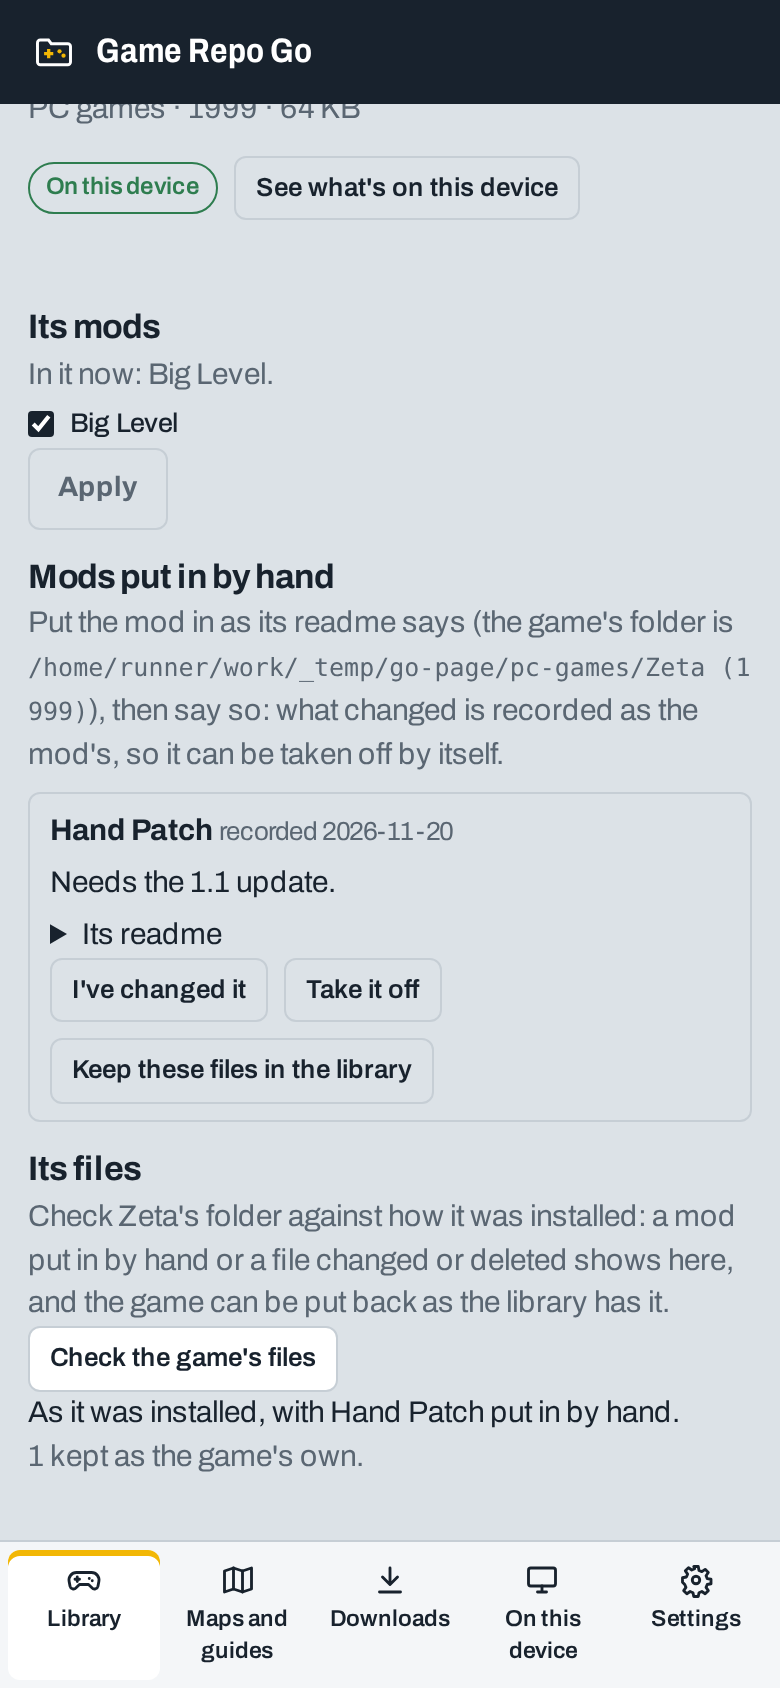 Game Repo Go
PC games · 1999 · 64 KB
On this device
See what's on this device
Its mods
In it now: Big Level.
Big Level
Apply
Mods put in by hand
Put the mod in as its readme says (the game's folder is
/home/runner/work/_temp/go-page/pc-games/Zeta (1
999)), then say so: what changed is recorded as the
mod's, so it can be taken off by itself.
Hand Patch recorded 2026-11-20
Needs the 1.1 update.
Its readme
I've changed it
Take it off
Keep these files in the library
Its files
Check Zeta's folder against how it was installed: a mod
put in by hand or a file changed or deleted shows here,
and the game can be put back as the library has it.
Check the game's files
As it was installed, with Hand Patch put in by hand.
1 kept as the game's own.
Library
Maps and
guides
Downloads
On this
device
Settings